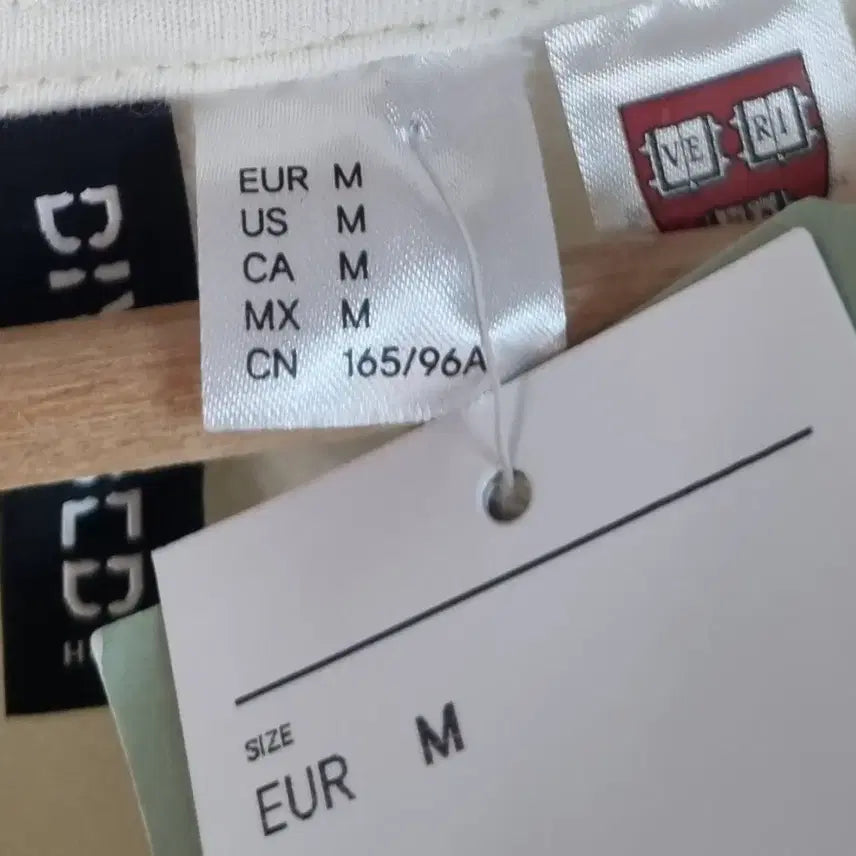 EUR M
US M
CA M
MX M
CN 165/96A
VE RI
SIZE
EUR M